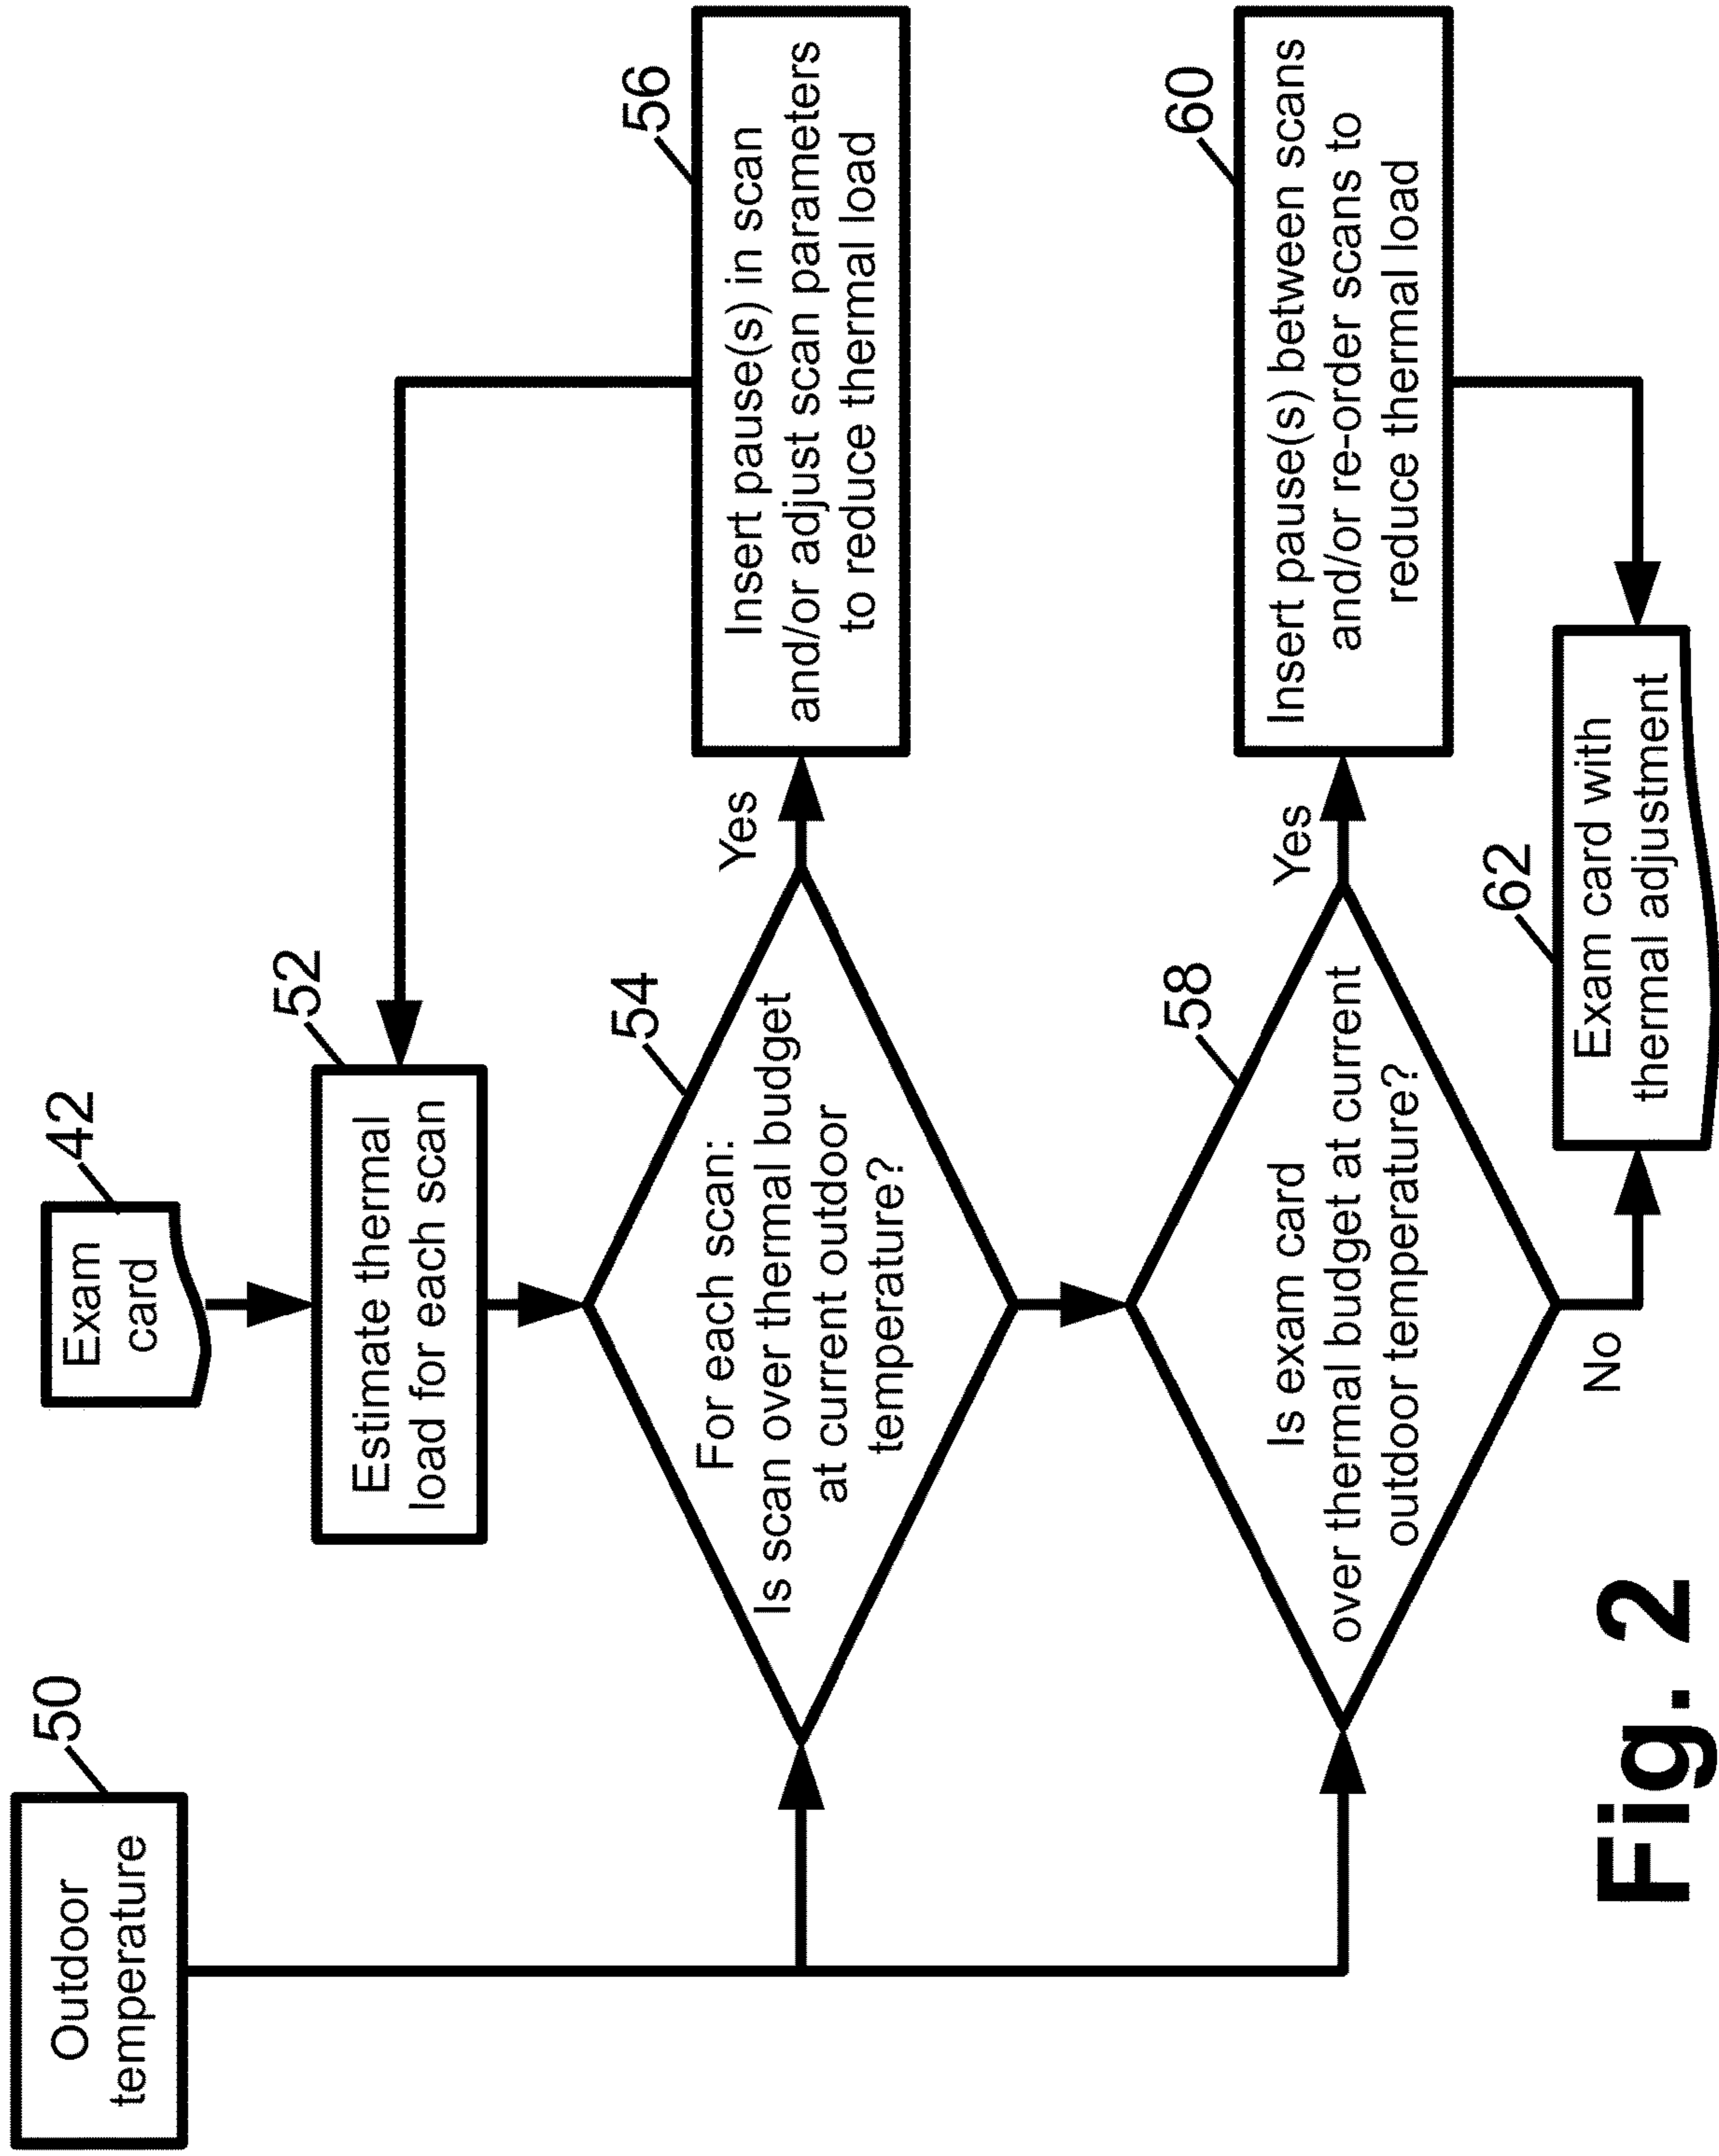 50
Outdoor
temperature
42
Exam
card
52
Estimate thermal
load for each scan
54
For each scan:
Is scan over thermal budget
at current outdoor
temperature?
Yes
56
Insert pause(s) in scan
and/or adjust scan parameters
to reduce thermal load
58
Is exam card
over thermal budget at current
outdoor temperature?
Yes
60
Insert pause(s) between scans
and/or re-order scans to
reduce thermal load
No
62
Exam card with
thermal adjustment
Fig. 2